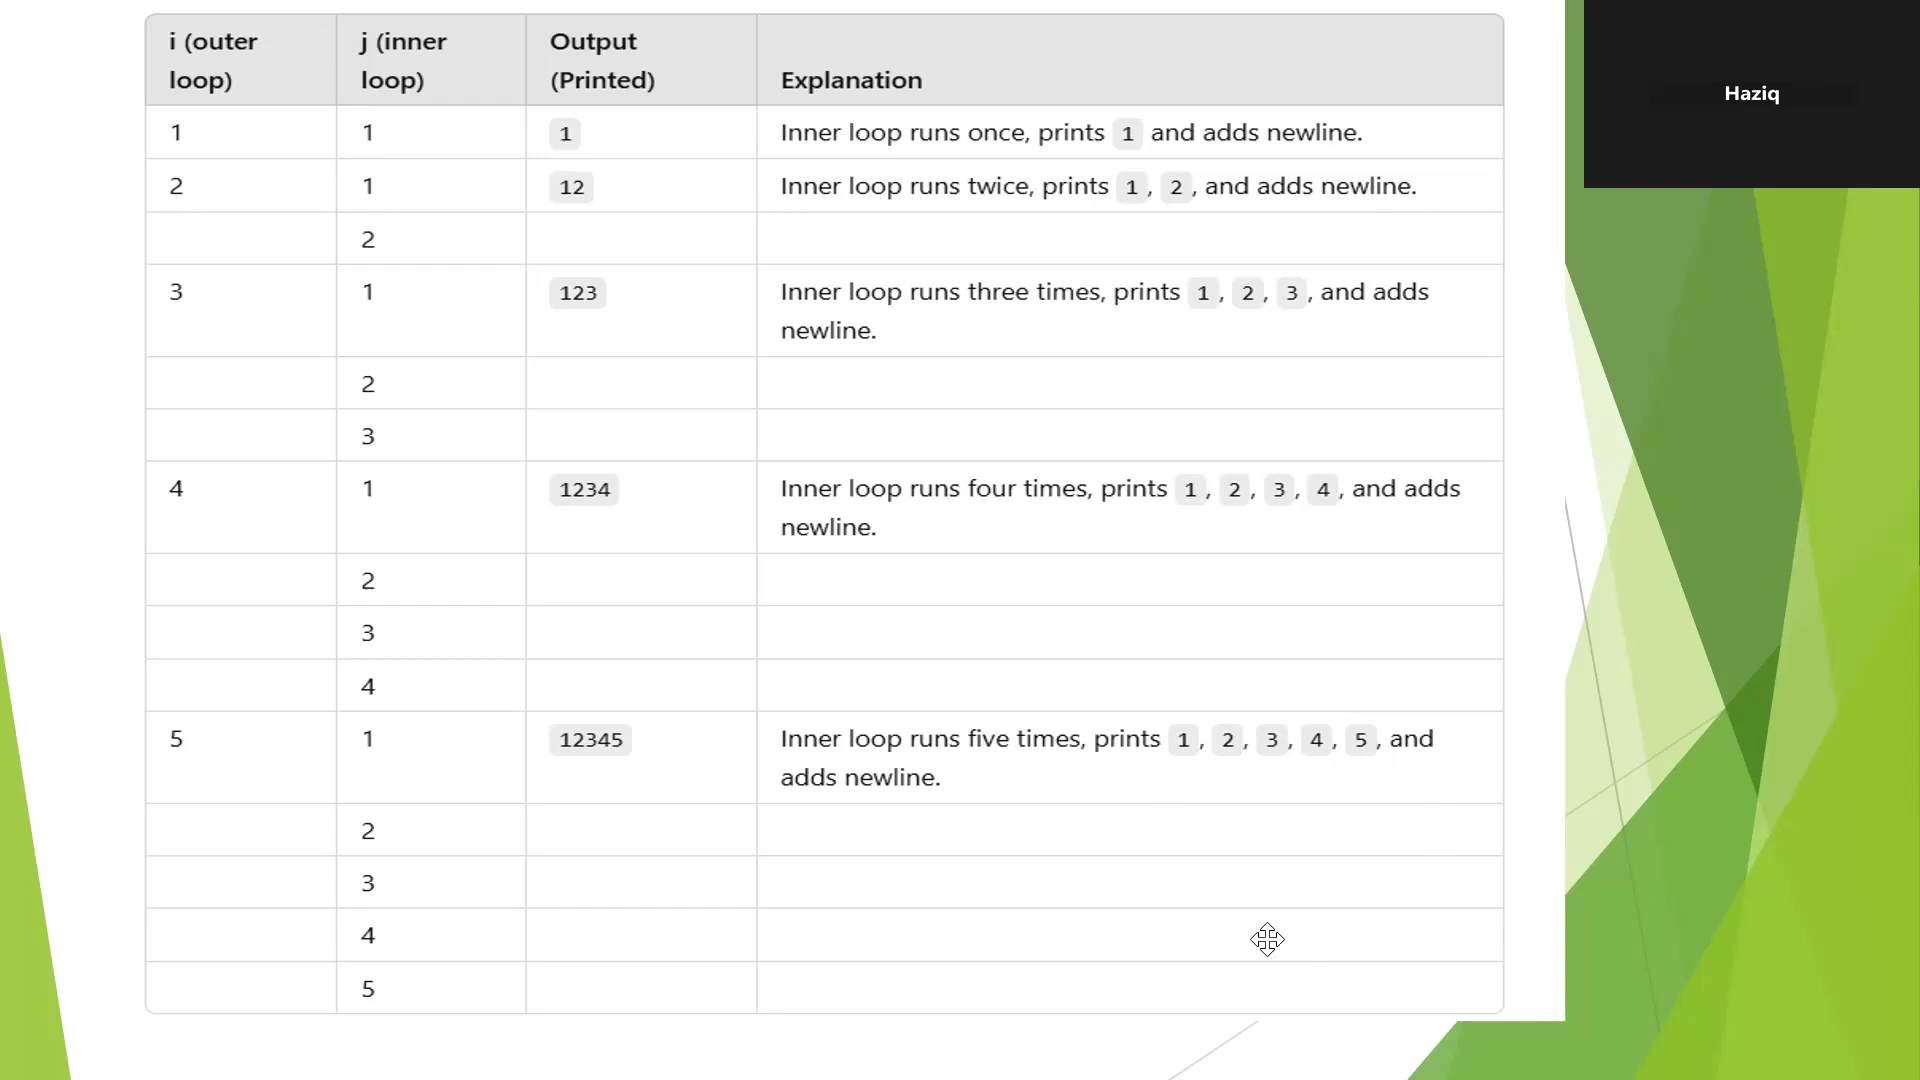 i (outer loop) j (inner loop) Output (Printed) Explanation
1 1 1 Inner loop runs once, prints 1 and adds newline.
2 1 12 Inner loop runs twice, prints 1, 2, and adds newline.
2
3 1 123 Inner loop runs three times, prints 1, 2, 3, and adds
newline.
2
3
4 1 1234 Inner loop runs four times, prints 1, 2, 3, 4, and adds
newline.
2
3
4
5 1 12345 Inner loop runs five times, prints 1, 2, 3, 4, 5, and
adds newline.
2
3
4
5
Haziq